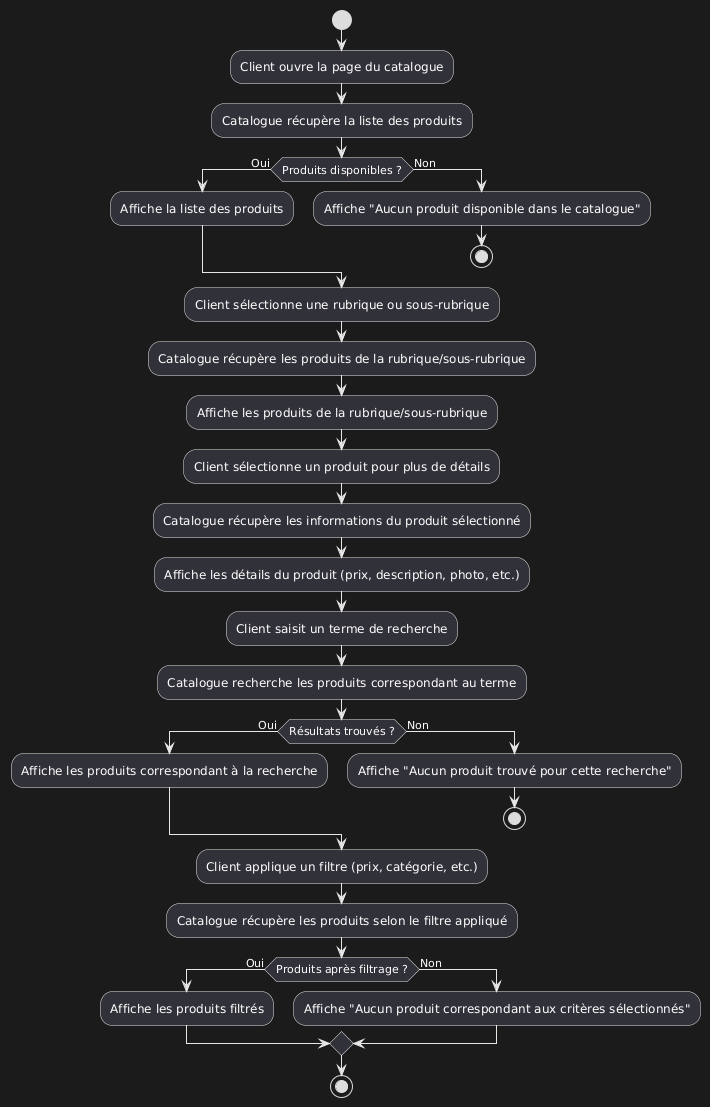 Client ouvre la page du catalogue
Catalogue récupère la liste des produits
Oui
Produits disponibles ?
Non
Affiche la liste des produits
Affiche "Aucun produit disponible dans le catalogue"
Client sélectionne une rubrique ou sous-rubrique
Catalogue récupère les produits de la rubrique/sous-rubrique
Affiche les produits de la rubrique/sous-rubrique
Client sélectionne un produit pour plus de détails
Catalogue récupère les informations du produit sélectionné
Affiche les détails du produit (prix, description, photo, etc.)
Client saisit un terme de recherche
Catalogue recherche les produits correspondant au terme
Oui
Résultats trouvés ?
Non
Affiche les produits correspondant à la recherche
Affiche "Aucun produit trouvé pour cette recherche"
Client applique un filtre (prix, catégorie, etc.)
Catalogue récupère les produits selon le filtre appliqué
Oui
Produits après filtrage ?
Non
Affiche les produits filtrés
Affiche "Aucun produit correspondant aux critères sélectionnés"